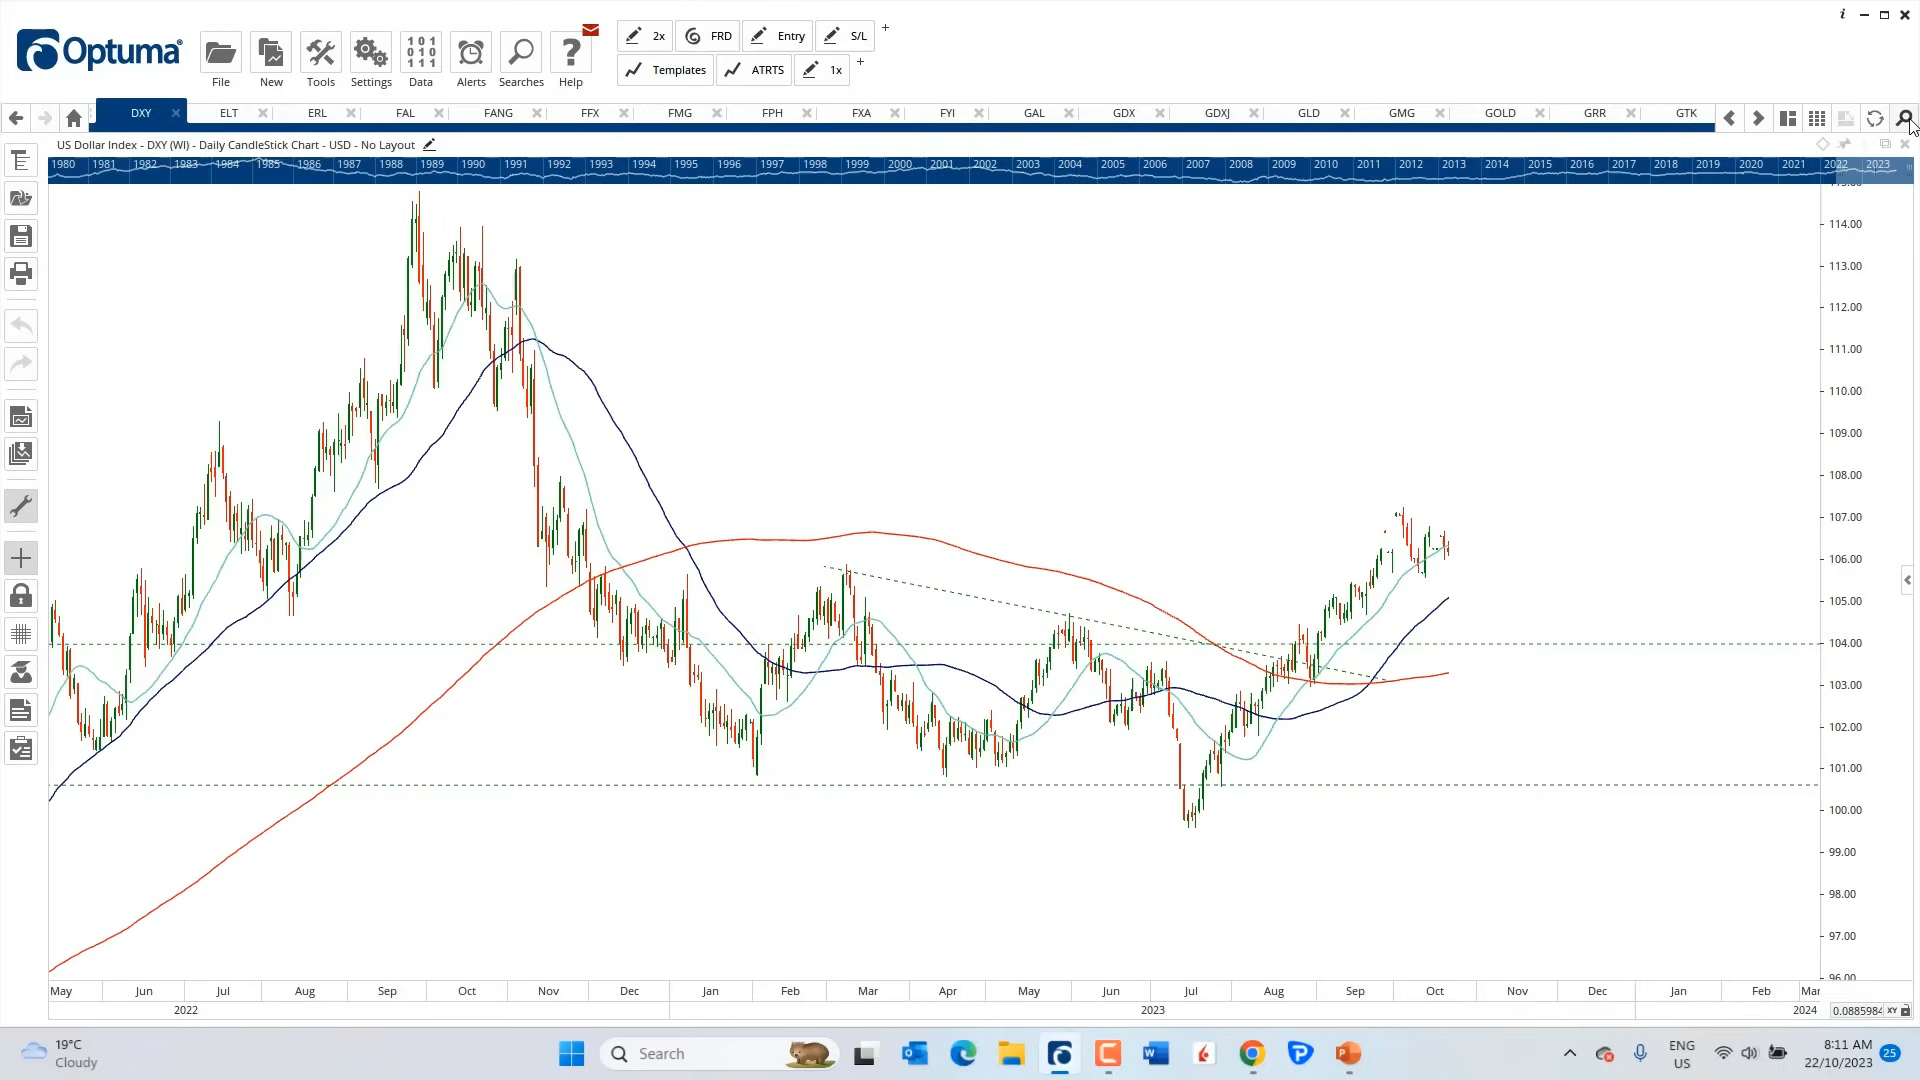 Optuma
File
New
Tools
Settings
101
010
111
Data
Alerts
Searches
?
Help
2x
FRD
Entry
S/L
+
Templates
ATRTS
1x
+
DXY
ELT
ERL
FAL
FANG
FFX
FMG
FPH
FXA
FYI
GAL
GDX
GDXJ
GLD
GMG
GOLD
GRR
GTK
US Dollar Index - DXY (WI) - Daily CandleStick Chart - USD - No Layout
1980 1981 1982 1983 1984 1985 1986 1987 1988 1989 1990 1991 1992 1993 1994 1995 1996 1997 1998 1999 2000 2001 2002 2003 2004 2005 2006 2007 2008 2009 2010 2011 2012 2013 2014 2015 2016 2017 2018 2019 2020 2021 2022 2023
114.00
113.00
112.00
111.00
110.00
109.00
108.00
107.00
106.00
105.00
104.00
103.00
102.00
101.00
100.00
99.00
98.00
97.00
96.00
May Jun Jul Aug Sep Oct Nov Dec Jan Feb Mar Apr May Jun Jul Aug Sep Oct Nov Dec Jan Feb Mar
2022 2023 2024
0.0885984 XY
19°C
Cloudy
Search
ENG
US
8:11 AM
22/10/2023
25